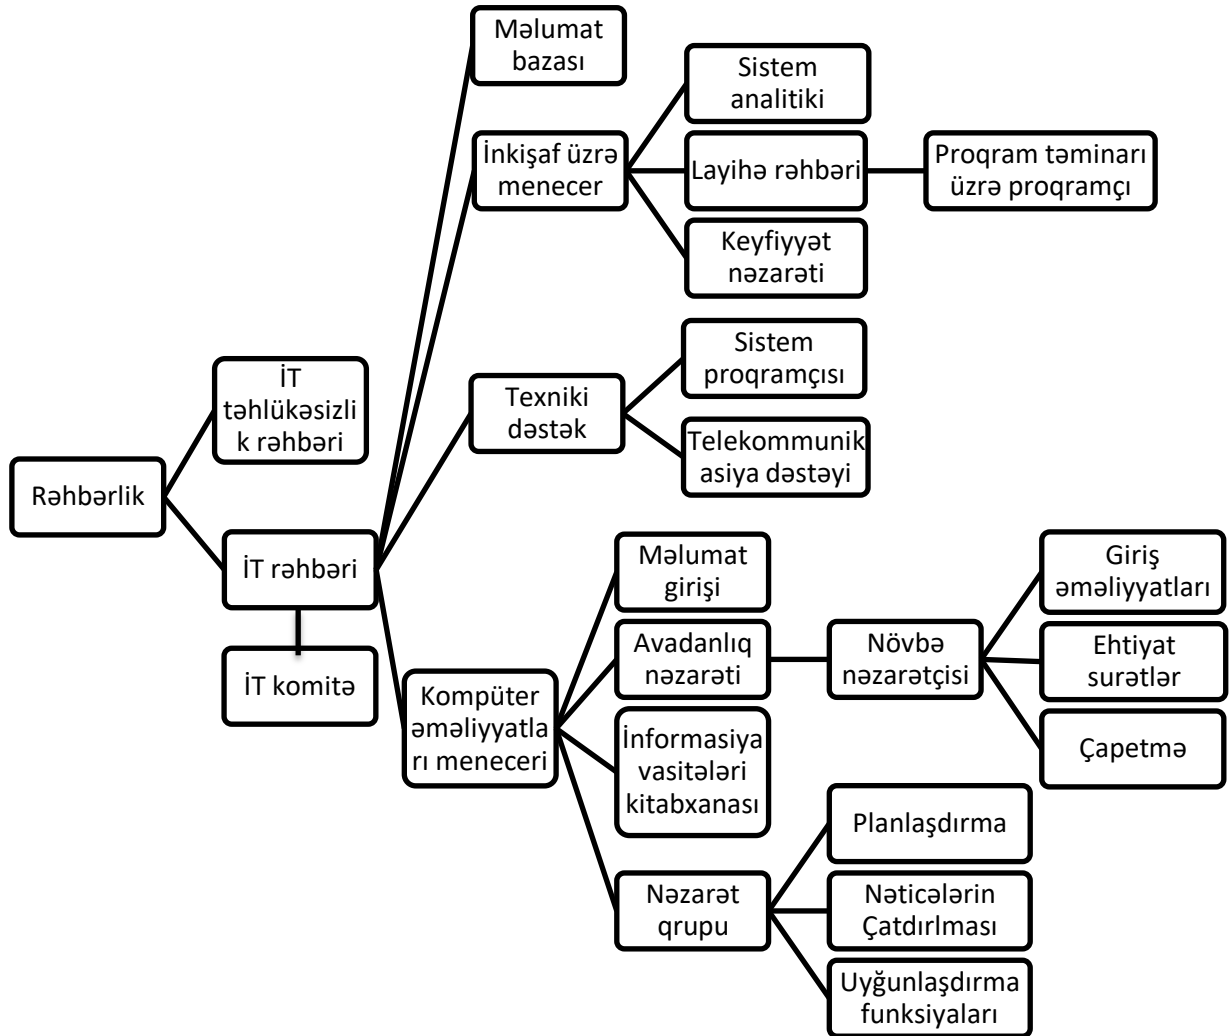 Məlumat
bazası
Sistem
analitiki
İnkişaf üzrə
menecer
Layihə rəhbəri
Proqram təminarı
üzrə proqramçı
Keyfiyyət
nəzarəti
Sistem
proqramçısı
Texniki
dəstək
Telekommunik
asiya dəstəyi
İT
təhlükəsizli
k rəhbəri
Rəhbərlik
İT rəhbəri
İT komitə
Kompüter
əməliyyatla
rı meneceri
Məlumat
girişi
Avadanlıq
nəzarəti
Növbə
nəzarətçisi
Giriş
əməliyyatları
Ehtiyat
surətlər
Çapetmə
İnformasiya
vasitələri
kitabxanası
Nəzarət
qrupu
Planlaşdırma
Nəticələrin
Çatdırlması
Uyğunlaşdırma
funksiyaları